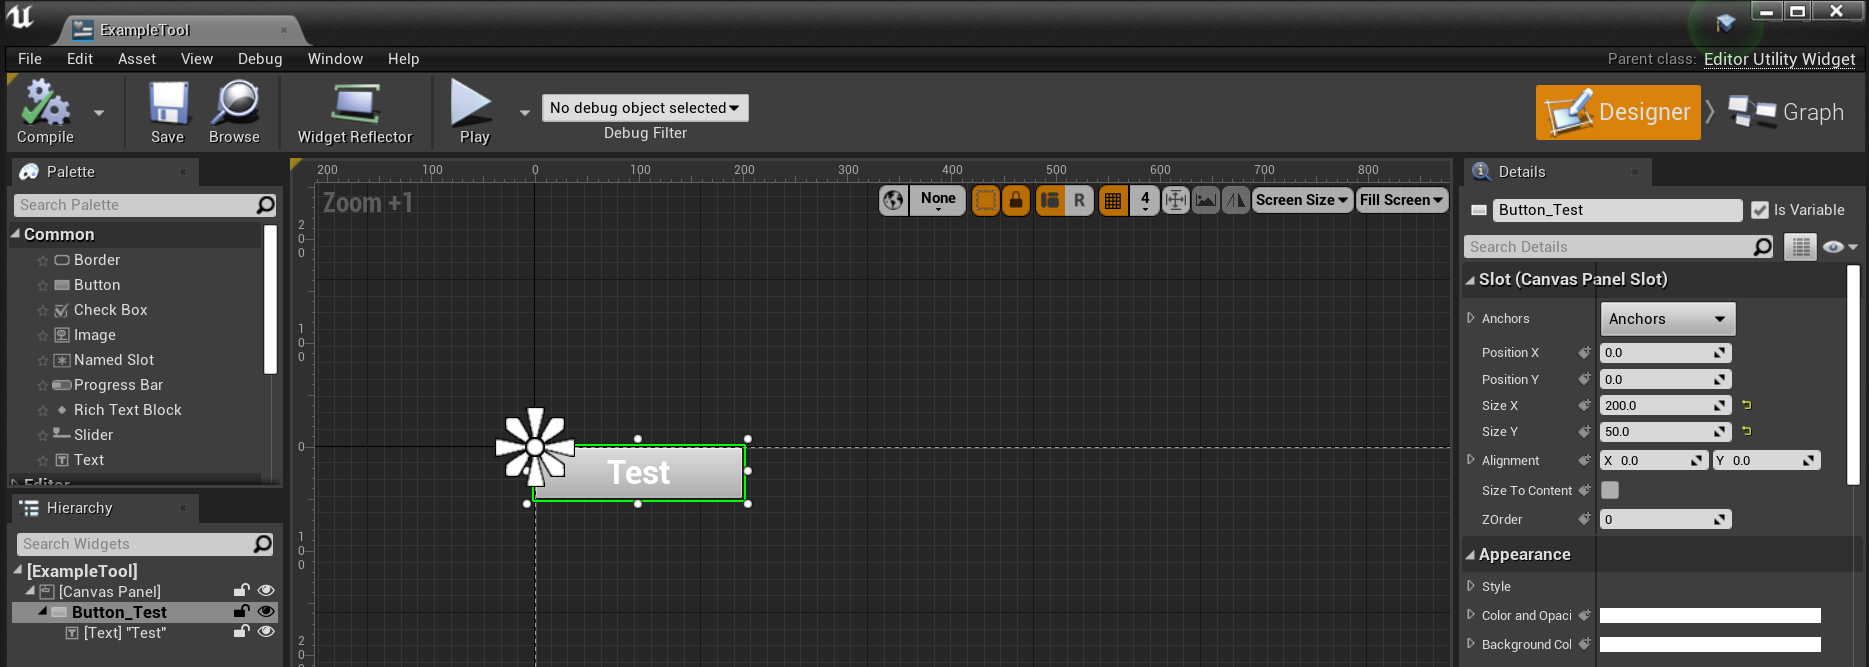 ExampleTool
File Edit Asset View Debug Window Help
Parent class: Editor Utility Widget
Compile Save Browse Widget Reflector Play
No debug object selected
Debug Filter
Designer Graph
Palette
Search Palette
Common
Border
Button
Check Box
Image
Named Slot
Progress Bar
Rich Text Block
Slider
Text
Editor
Hierarchy
Search Widgets
[ExampleTool]
[Canvas Panel]
Button_Test
[Text] "Test"
200 100 0 100 200 300 400 500 600 700 800
Zoom +1
None R 4 Screen Size Fill Screen
200
100
0
100
20
Test
Details
Button_Test
Is Variable
Search Details
Slot (Canvas Panel Slot)
Anchors Anchors
Position X 0.0
Position Y 0.0
Size X 200.0
Size Y 50.0
Alignment X 0.0 Y 0.0
Size To Content
ZOrder 0
Appearance
Style
Color and Opaci
Background Col